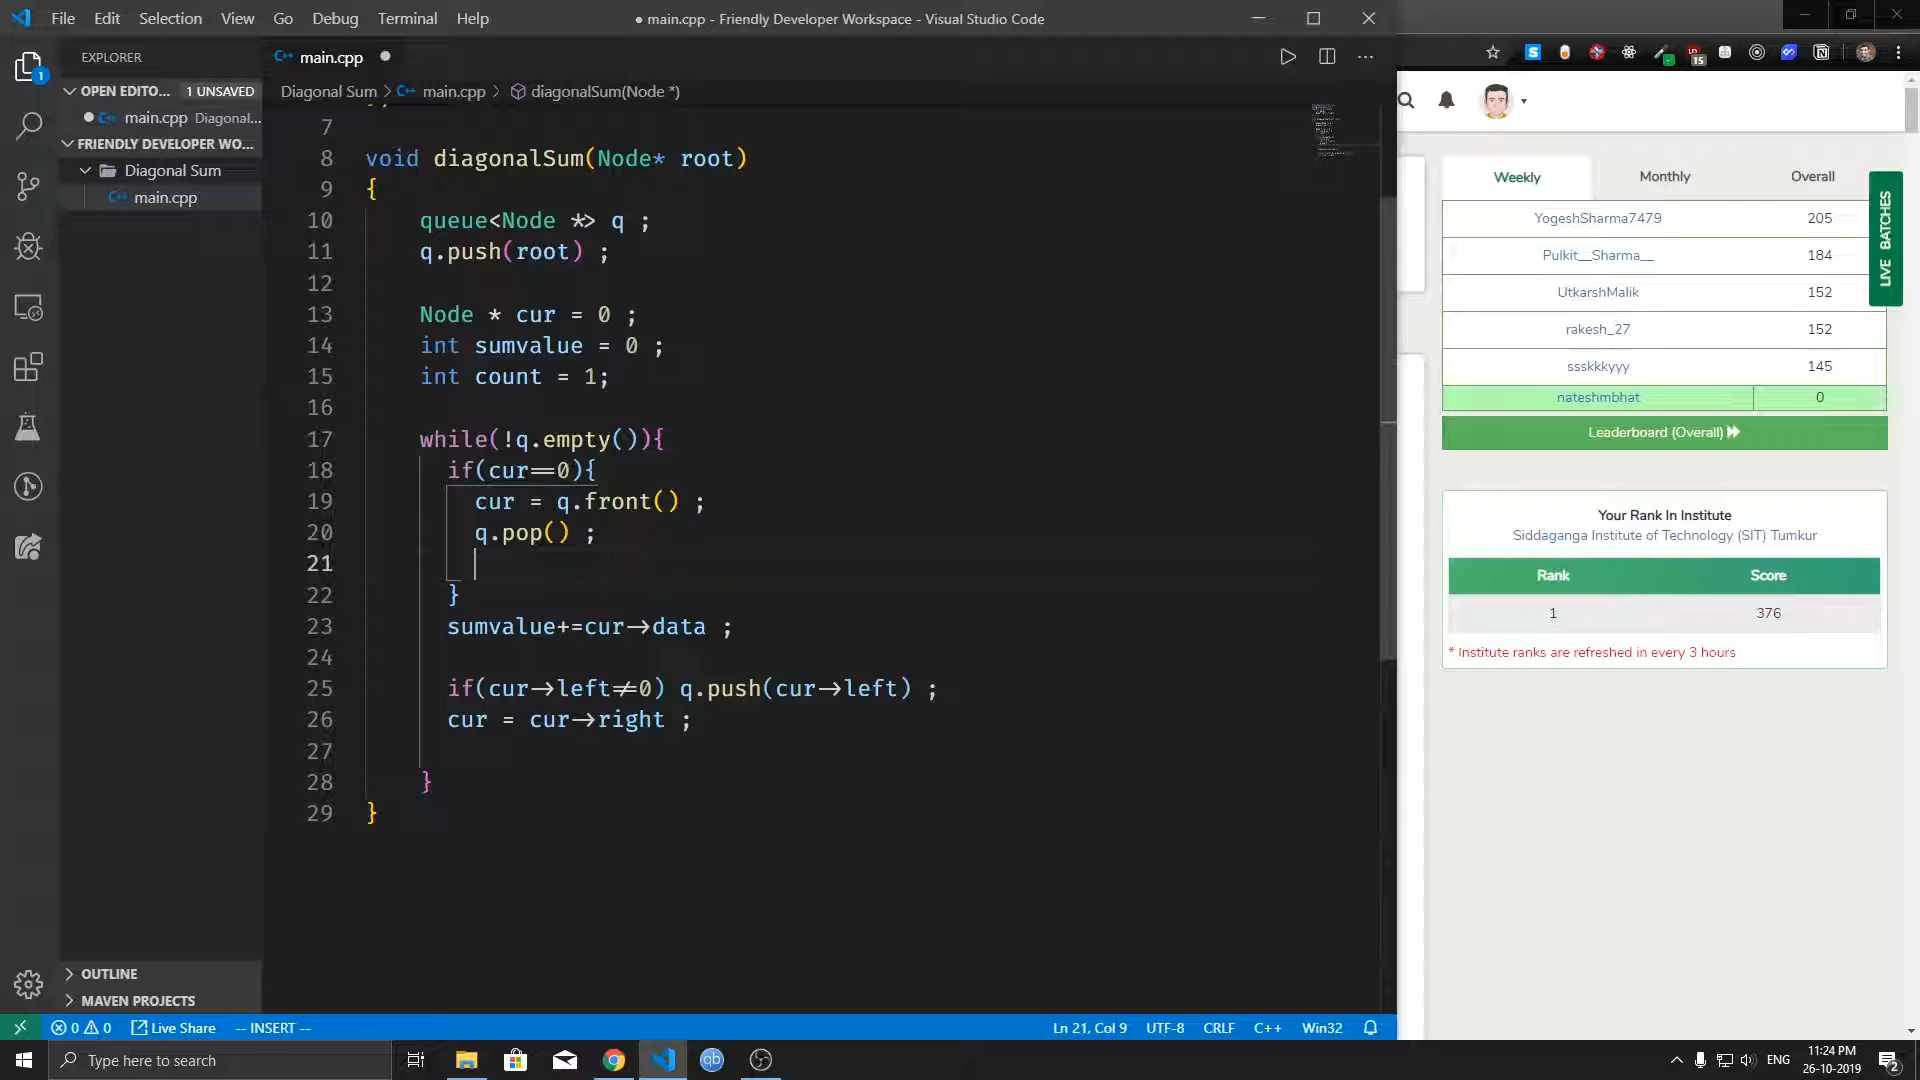 File Edit Selection View Go Debug Terminal Help
● main.cpp - Friendly Developer Workspace - Visual Studio Code
EXPLORER
OPEN EDITO... 1 UNSAVED
main.cpp Diagonal...
FRIENDLY DEVELOPER WO...
Diagonal Sum
main.cpp
OUTLINE
MAVEN PROJECTS
1
main.cpp
Diagonal Sum > main.cpp > diagonalSum(Node *)
7
8 void diagonalSum(Node* root)
9 {
10 queue<Node *> q ;
11 q.push(root) ;
12
13 Node * cur = 0 ;
14 int sumvalue = 0 ;
15 int count = 1;
16
17 while(!q.empty()){
18 if(cur==0){
19 cur = q.front() ;
20 q.pop() ;
21
22 }
23 sumvalue+=cur->data ;
24
25 if(cur->left!=0) q.push(cur->left) ;
26 cur = cur->right ;
27
28 }
29 }
15
Weekly Monthly Overall
YogeshSharma7479 205
Pulkit__Sharma__ 184
UtkarshMalik 152
rakesh_27 152
ssskkkyyy 145
nateshmbhat 0
Leaderboard (Overall)
LIVE BATCHES
Your Rank In Institute
Siddaganga Institute of Technology (SIT) Tumkur
Rank Score
1 376
* Institute ranks are refreshed in every 3 hours
0 0 Live Share -- INSERT -- Ln 21, Col 9 UTF-8 CRLF C++ Win32
Type here to search
qb
ENG
11:24 PM
26-10-2019
2